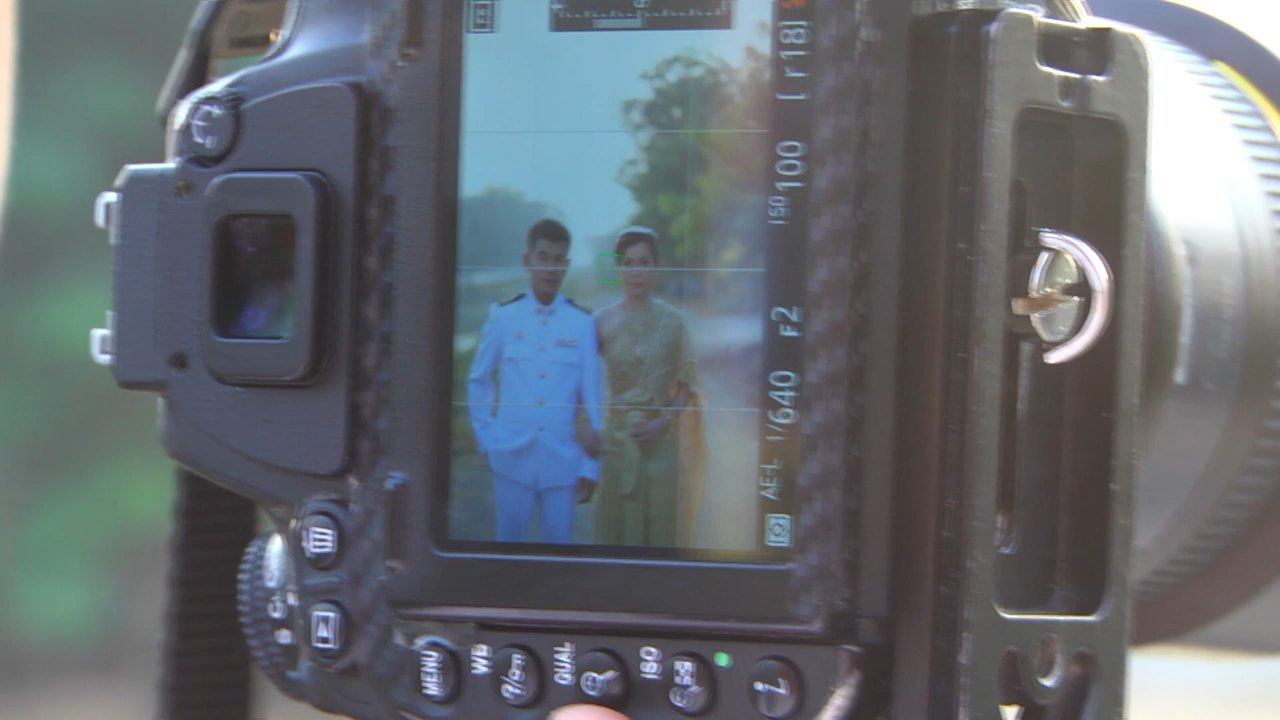 [ r18]
ISO 100
F2
1/640
AE-L
MENU
WB
?/
QUAL
ISO
i